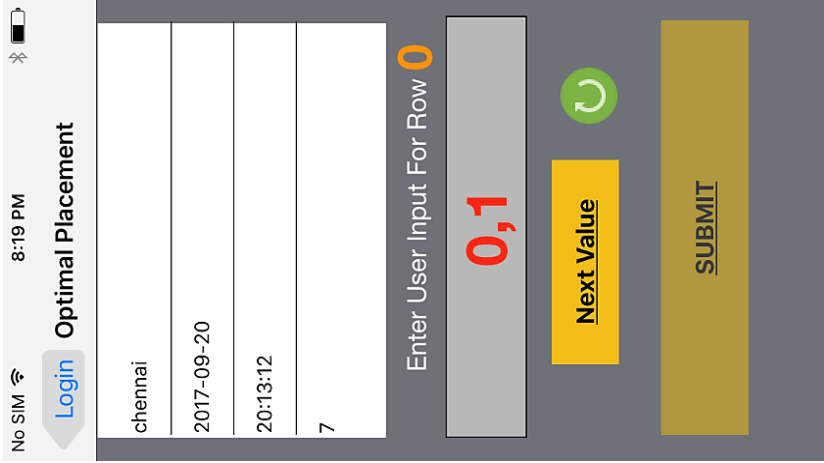 No SIM 8:19 PM
Login Optimal Placement
chennai
2017-09-20
20:13:12
7
Enter User Input For Row 0
0,1
Next Value
SUBMIT